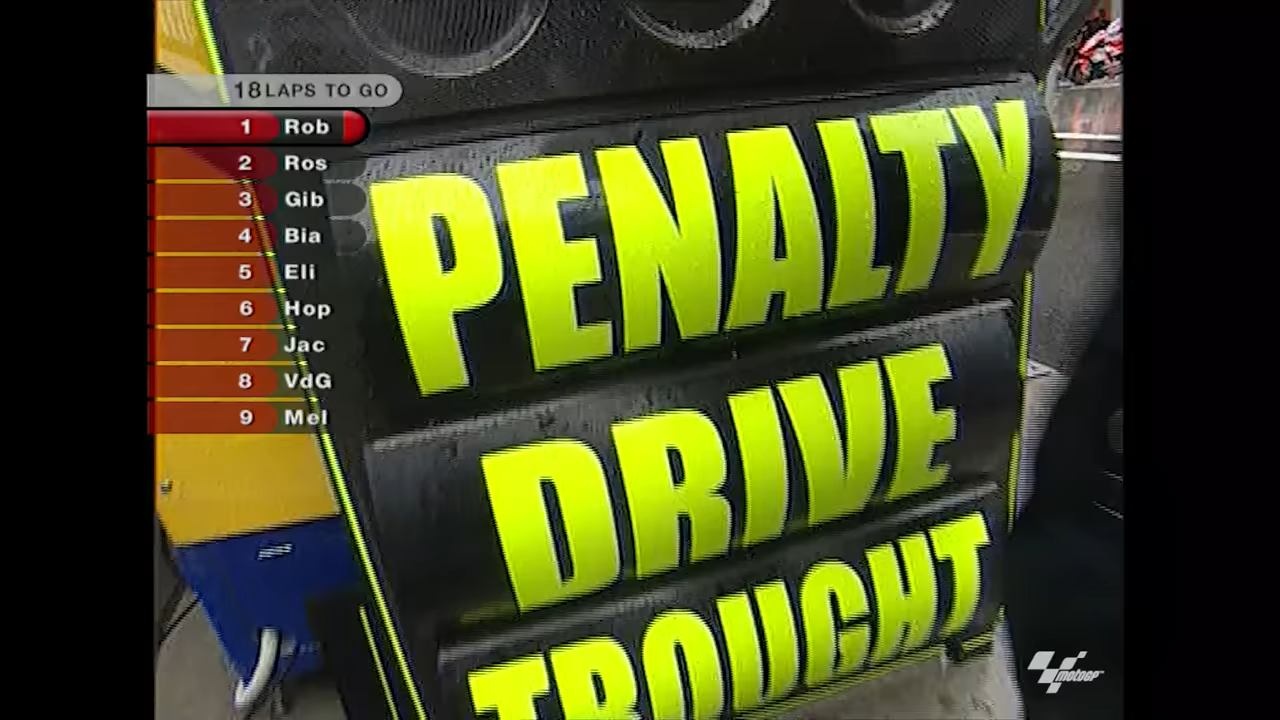 18 LAPS TO GO
1 Rob
2 Ros
3 Gib
4 Bia
5 Eli
6 Hop
7 Jac
8 VdG
9 Mel
PENALTY
DRIVE
TROUGHT
motoGP